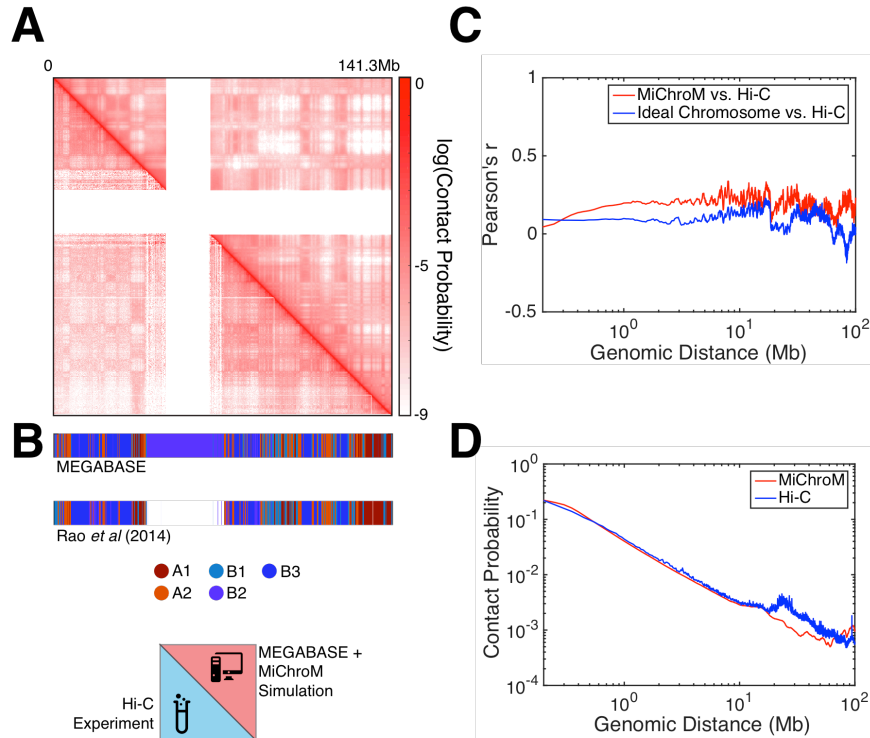 A
0 141.3Mb
0
-5
-9
log(Contact Probability)
B
MEGABASE
Rao et al (2014)
A1 B1 B3
A2 B2
MEGABASE +
MiChroM
Simulation
Hi-C
Experiment
C
1
0.5
0
-0.5
Pearson's r
MiChroM vs. Hi-C
Ideal Chromosome vs. Hi-C
10^0 10^1 10^2
Genomic Distance (Mb)
D
10^0
10^-1
10^-2
10^-3
10^-4
Contact Probability
MiChroM
Hi-C
10^0 10^1 10^2
Genomic Distance (Mb)